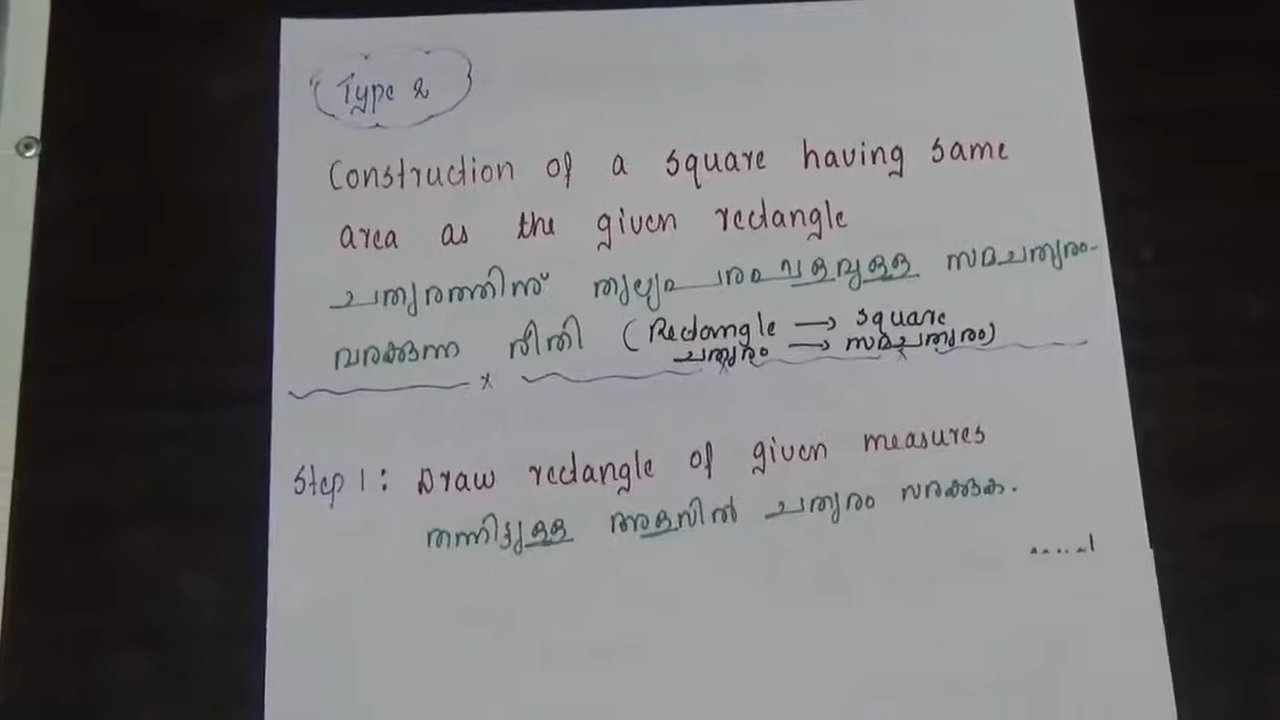 Type 2
Construction of a square having same
area as the given rectangle
ചതുരത്തിന് തുല്യം പരപ്പളവുള്ള സമചതുരം
വരക്കുന്ന രീതി (Rectangle → square
ചതുരം → സമചതുരം)
Step 1: Draw rectangle of given measures
തന്നിട്ടുള്ള അളവിൽ ചതുരം വരക്കുക.